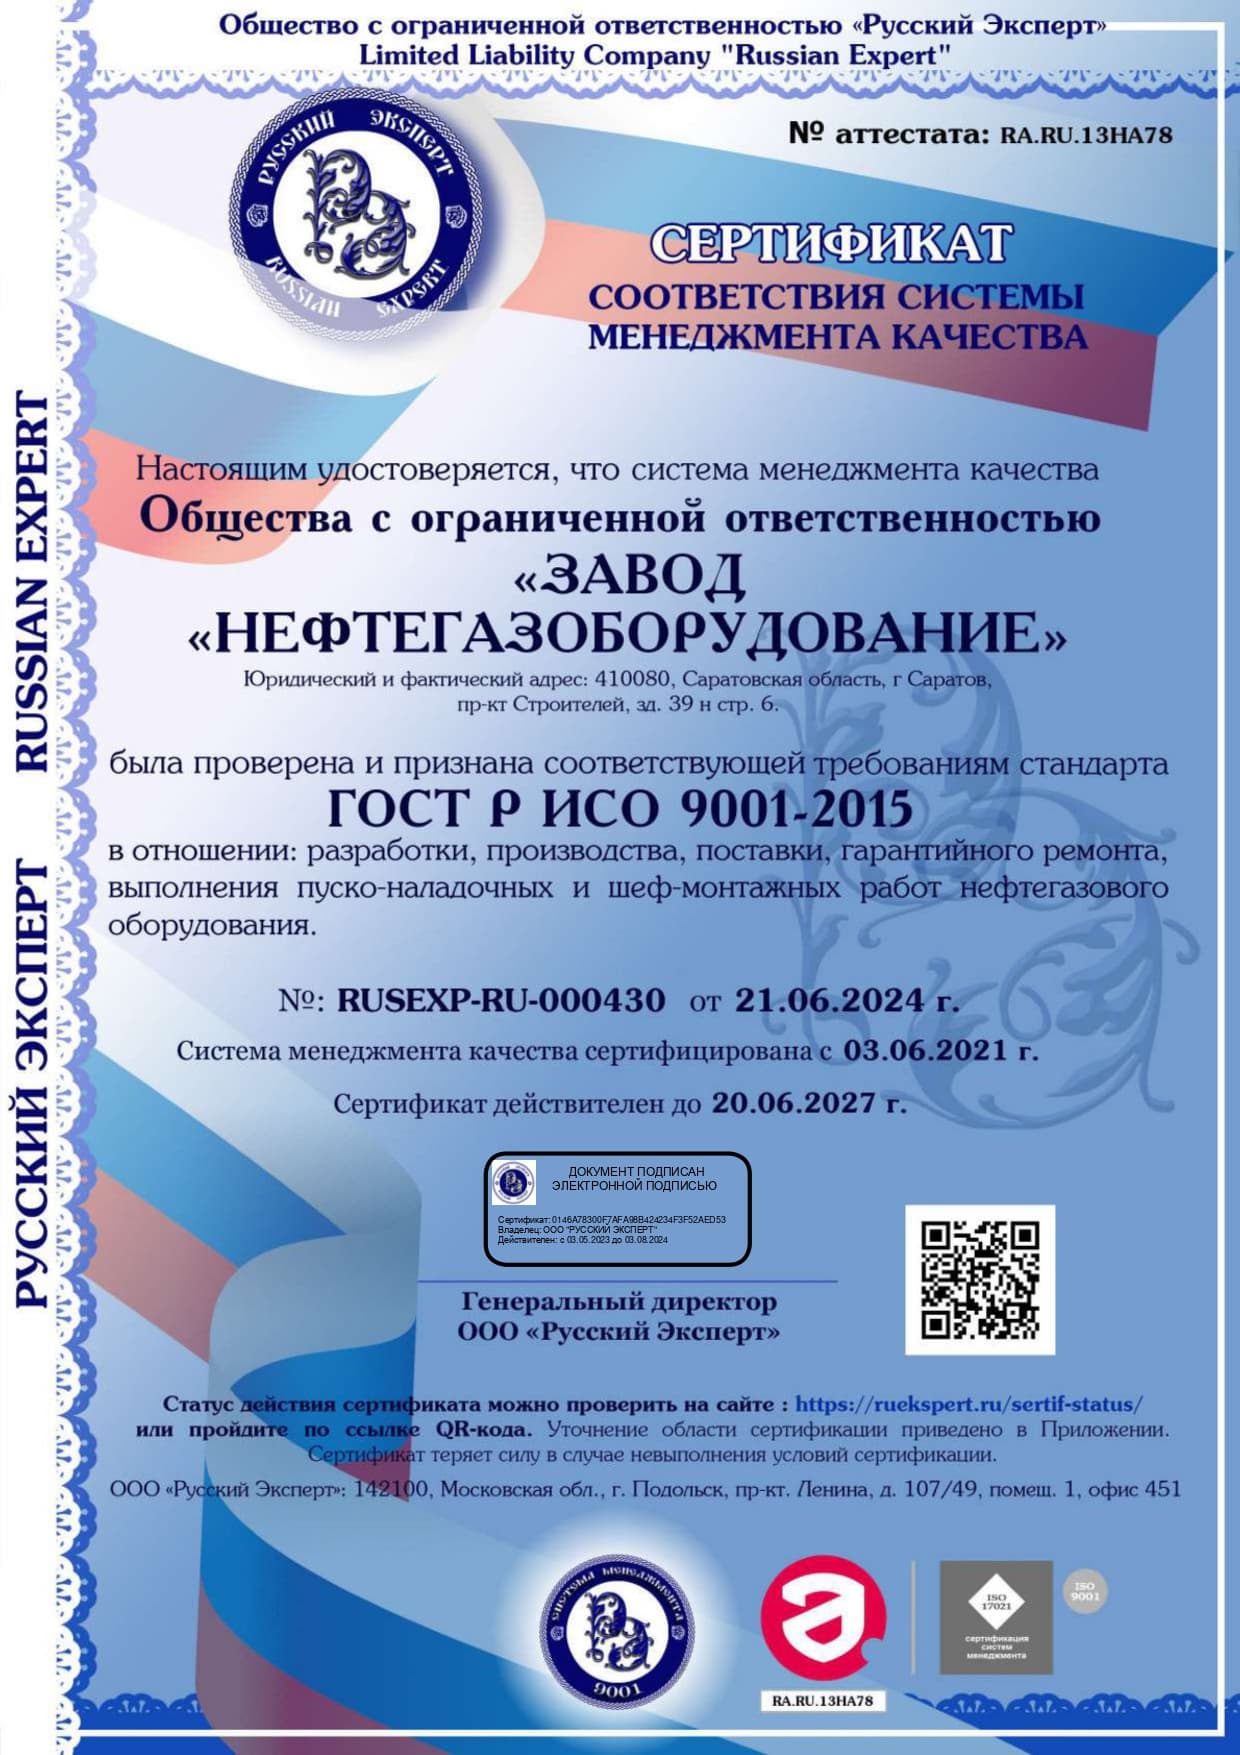 Общество с ограниченной ответственностью «Русский Эксперт»
Limited Liability Company "Russian Expert"
РУССКИЙ ЭКСПЕРТ
RUSSIAN EXPERT
№ аттестата: RA.RU.13НА78
СЕРТИФИКАТ
СООТВЕТСТВИЯ СИСТЕМЫ
МЕНЕДЖМЕНТА КАЧЕСТВА
Настоящим удостоверяется, что система менеджмента качества
Общества с ограниченной ответственностью
«ЗАВОД
«НЕФТЕГАЗОБОРУДОВАНИЕ»
Юридический и фактический адрес: 410080, Саратовская область, г Саратов,
пр-кт Строителей, зд. 39 н стр. 6.
была проверена и признана соответствующей требованиям стандарта
ГОСТ Р ИСО 9001-2015
в отношении: разработки, производства, поставки, гарантийного ремонта,
выполнения пуско-наладочных и шеф-монтажных работ нефтегазового
оборудования.
№: RUSEXP-RU-000430 от 21.06.2024 г.
Система менеджмента качества сертифицирована с 03.06.2021 г.
Сертификат действителен до 20.06.2027 г.
ДОКУМЕНТ ПОДПИСАН
ЭЛЕКТРОННОЙ ПОДПИСЬЮ
Сертификат: 0146A78300F7AFA98B424234F3F52AED53
Владелец: ООО "РУССКИЙ ЭКСПЕРТ"
Действителен: с 03.05.2023 до 03.08.2024
Генеральный директор
ООО «Русский Эксперт»
Статус действия сертификата можно проверить на сайте : https://ruekspert.ru/sertif-status/
или пройдите по ссылке QR-кода. Уточнение области сертификации приведено в Приложении.
Сертификат теряет силу в случае невыполнения условий сертификации.
ООО «Русский Эксперт»: 142100, Московская обл., г. Подольск, пр-кт. Ленина, д. 107/49, помещ. 1, офис 451
СИСТЕМА МЕНЕДЖМЕНТА
9001
RA.RU.13НА78
ISO
17021
сертификация
систем
менеджмента
ISO
9001
РУССКИЙ ЭКСПЕРТ
RUSSIAN EXPERT